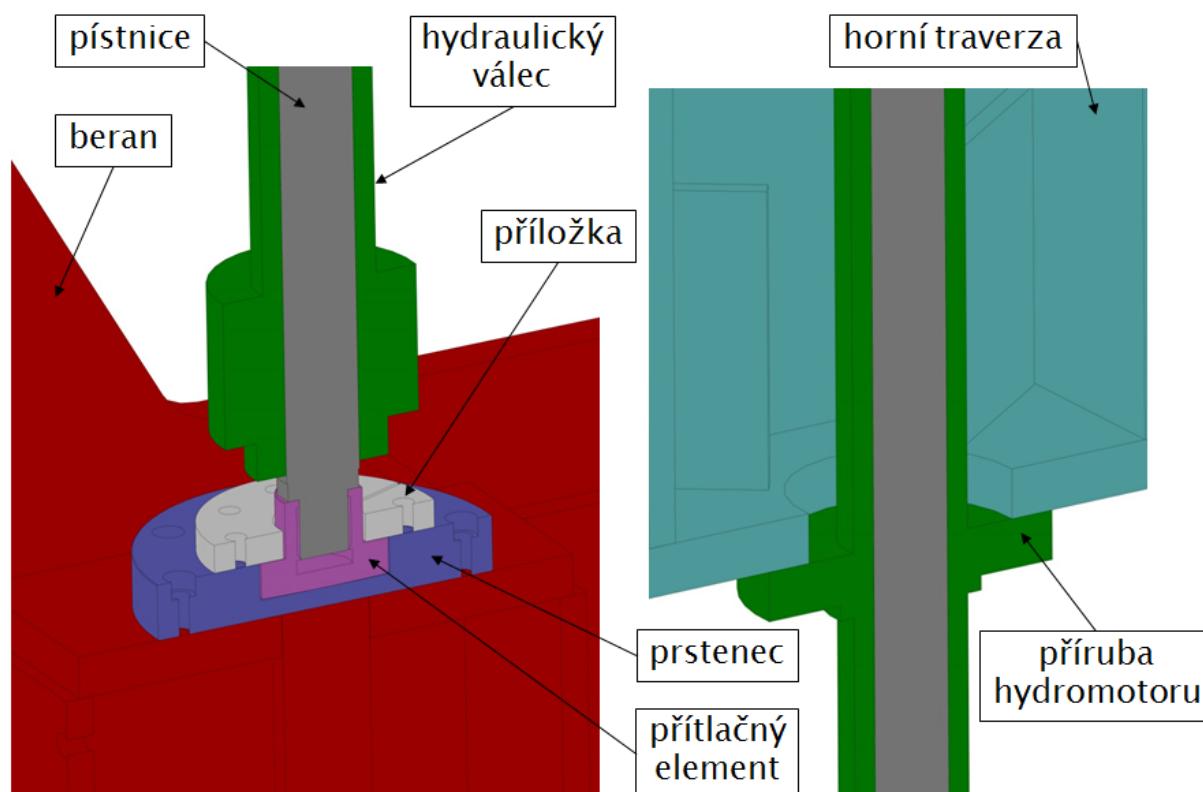 pístnice
hydraulický
válec
beran
příložka
prstenec
přítlačný
element
horní traverza
příruba
hydromotoru